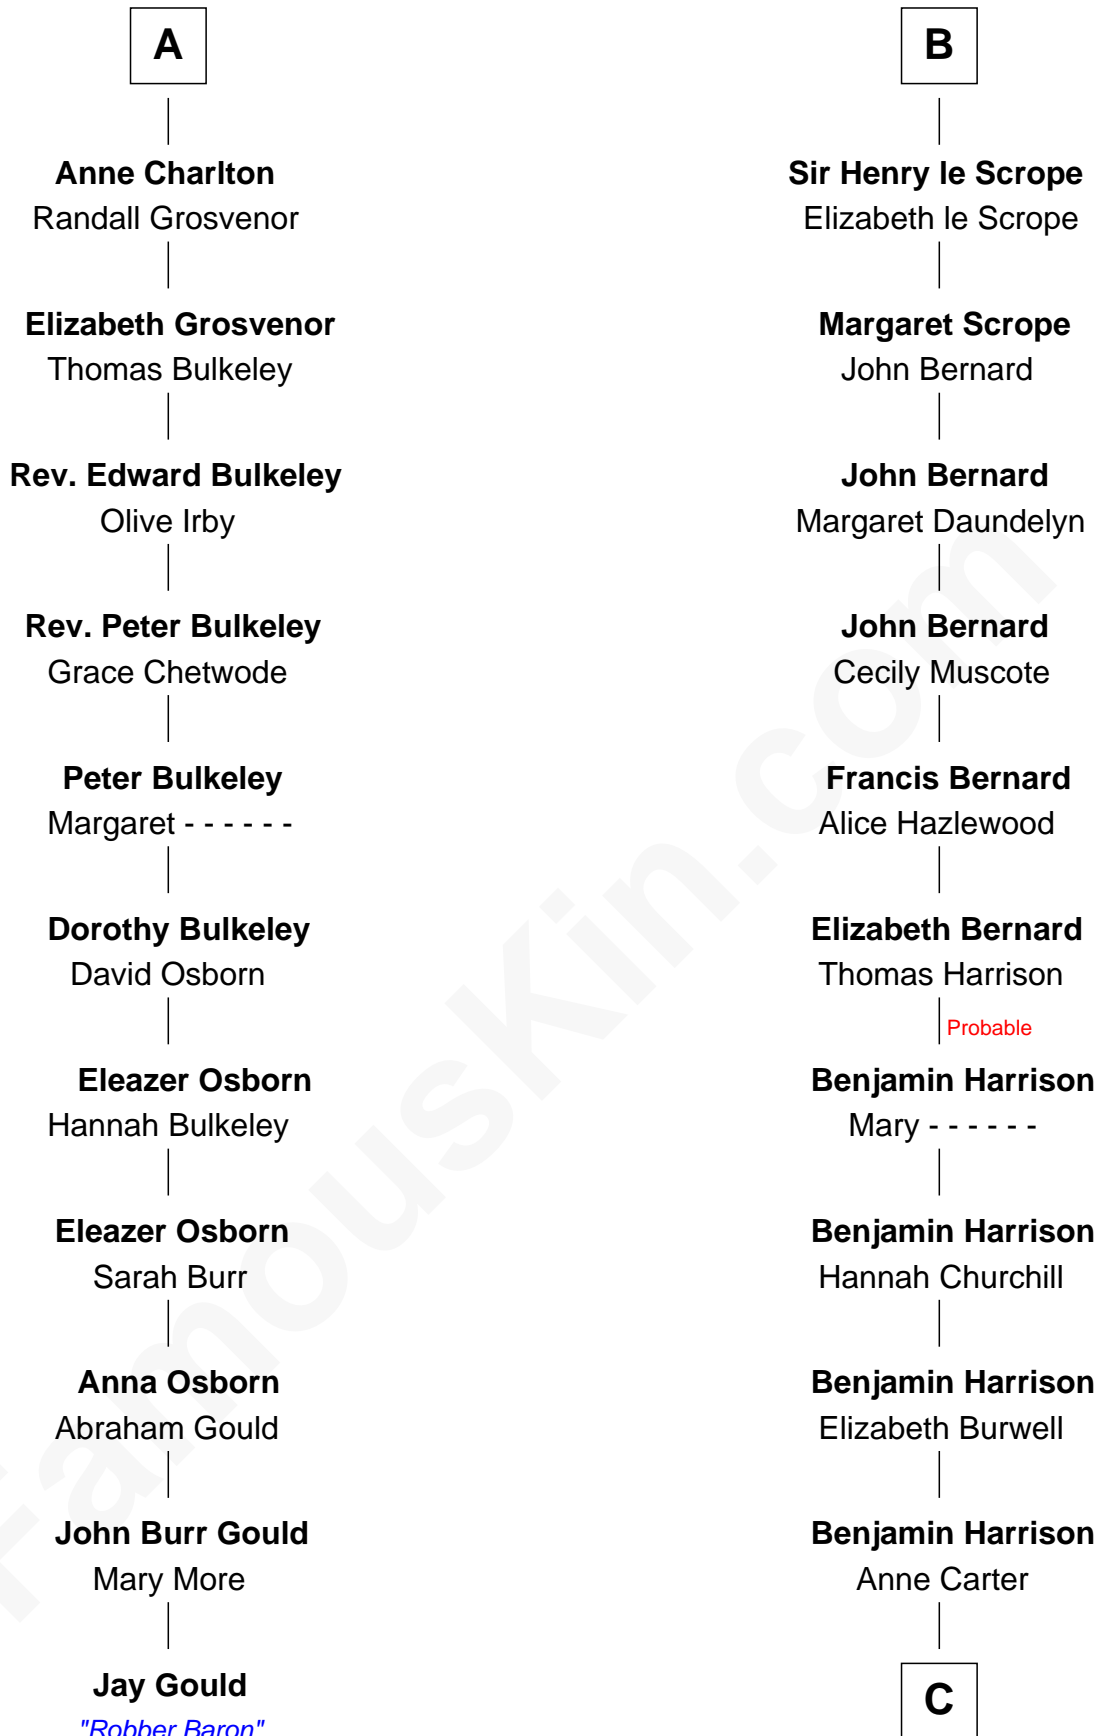 A
Anne Charlton
Randall Grosvenor
Elizabeth Grosvenor
Thomas Bulkeley
Rev. Edward Bulkeley
Olive Irby
Rev. Peter Bulkeley
Grace Chetwode
Peter Bulkeley
Margaret - - - - - -
Dorothy Bulkeley
David Osborn
Eleazer Osborn
Hannah Bulkeley
Eleazer Osborn
Sarah Burr
Anna Osborn
Abraham Gould
John Burr Gould
Mary More
Jay Gould
"Robber Baron"
B
Sir Henry le Scrope
Elizabeth le Scrope
Margaret Scrope
John Bernard
John Bernard
Margaret Daundelyn
John Bernard
Cecily Muscote
Francis Bernard
Alice Hazlewood
Elizabeth Bernard
Thomas Harrison
Probable
Benjamin Harrison
Mary - - - - - -
Benjamin Harrison
Hannah Churchill
Benjamin Harrison
Elizabeth Burwell
Benjamin Harrison
Anne Carter
C
FamousKin.com